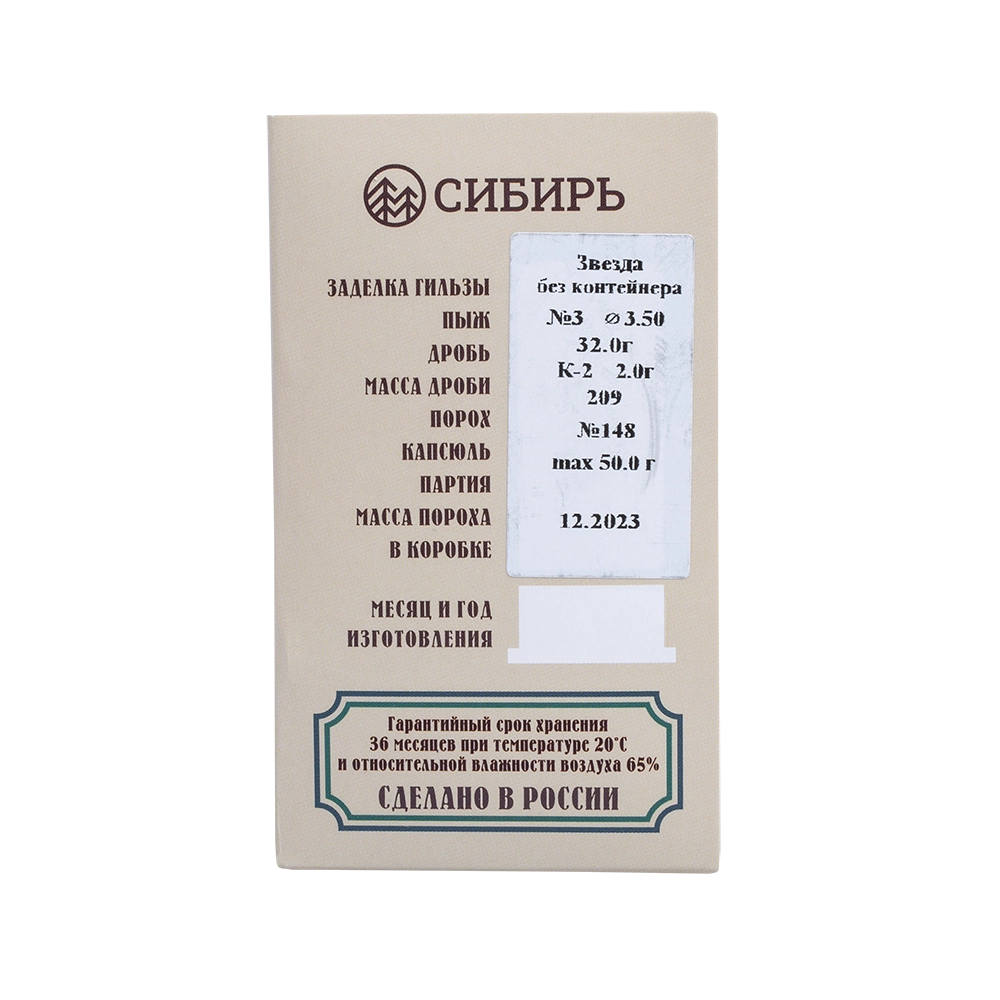 СИБИРЬ
ЗАДЕЛКА ГИЛЬЗЫ
ПЫЖ
ДРОБЬ
МАССА ДРОБИ
ПОРОХ
КАПСЮЛЬ
ПАРТИЯ
МАССА ПОРОХА
В КОРОБКЕ
МЕСЯЦ И ГОД
ИЗГОТОВЛЕНИЯ
Звезда
без контейнера
№3 ⌀3.50
32.0г
К-2 2.0г
209
№148
max 50.0 г
12.2023
Гарантийный срок хранения
36 месяцев при температуре 20°С
и относительной влажности воздуха 65%
СДЕЛАНО В РОССИИ